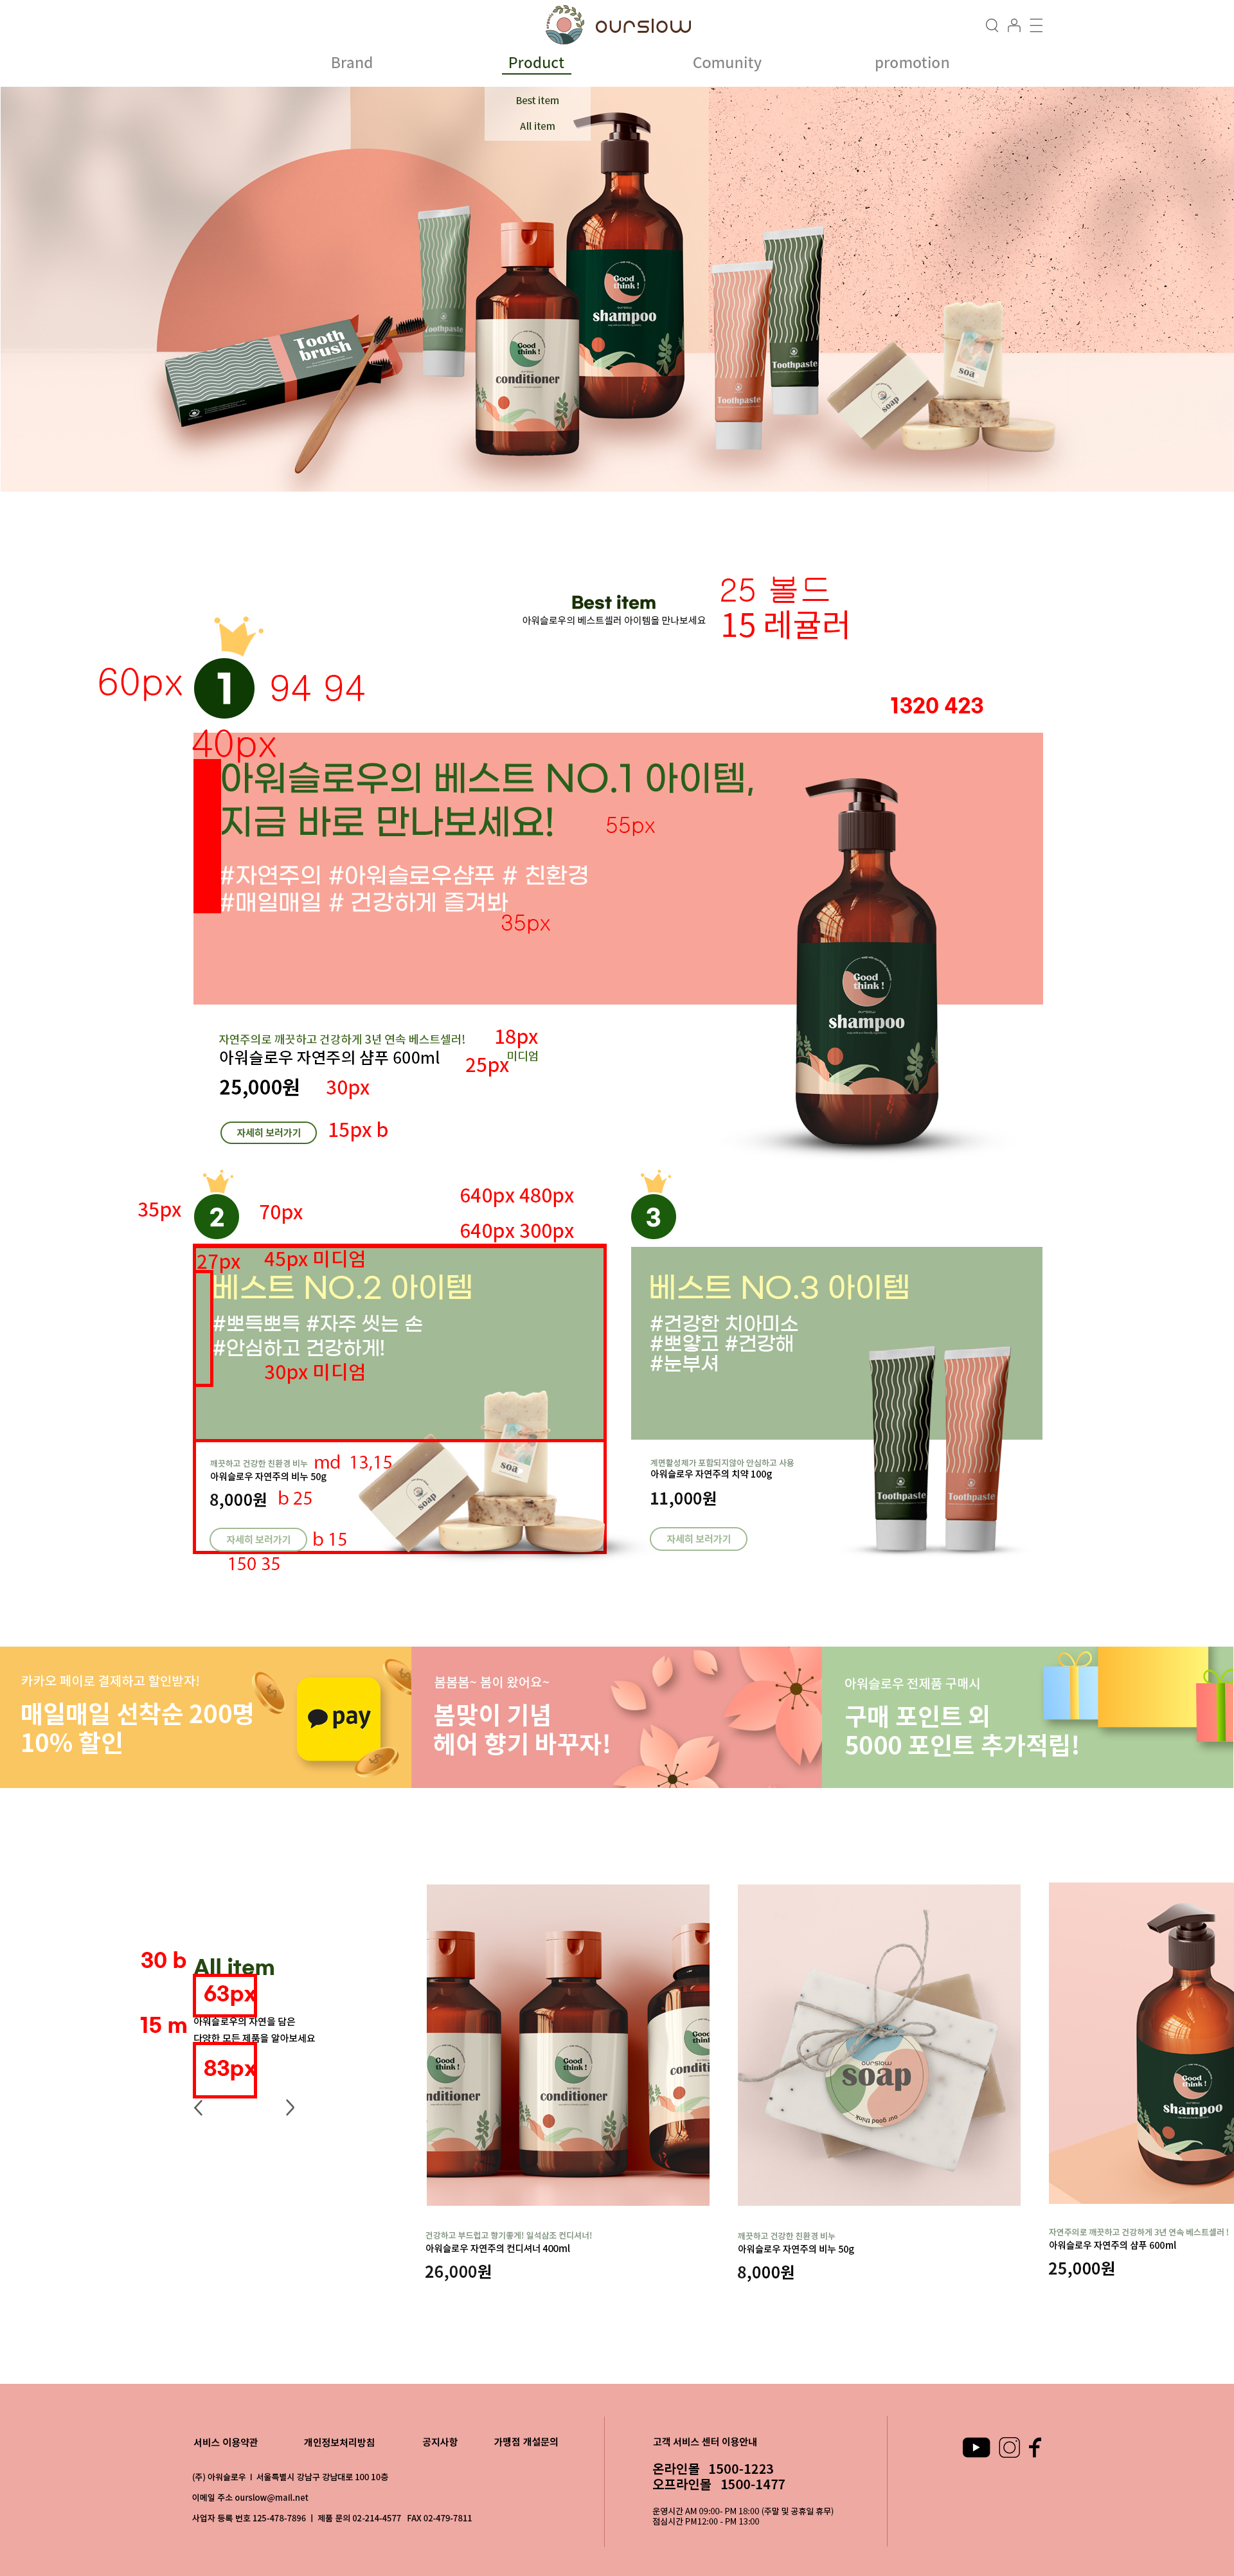 ourslow
Brand
Product
Comunity
promotion
Best item
All item
Tooth
brush
Toothpaste
Good
think !
conditioner
Good
think !
shampoo
Toothpaste
Toothpaste
soap
soa
Best item
아워슬로우의 베스트셀러 아이템을 만나보세요
25 볼드
15 레귤러
60px
1
94 94
1320 423
40px
아워슬로우의 베스트 NO.1 아이템,
지금 바로 만나보세요!
55px
#자연주의 #아워슬로우샴푸 # 친환경
#매일매일 # 건강하게 즐겨봐
35px
Good
think !
ourslow
shampoo
자연주의로 깨끗하고 건강하게 3년 연속 베스트셀러!
18px
미디엄
아워슬로우 자연주의 샴푸 600ml
25px
25,000원
30px
자세히 보러가기
15px b
35px
2
70px
640px 480px
640px 300px
3
27px
45px 미디엄
베스트 NO.2 아이템
#뽀득뽀득 #자주 씻는 손
#안심하고 건강하게!
30px 미디엄
soa
soap
깨끗하고 건강한 친환경 비누
md 13,15
아워슬로우 자연주의 비누 50g
8,000원
b 25
자세히 보러가기
b 15
150 35
베스트 NO.3 아이템
#건강한 치아미소
#뽀얗고 #건강해
#눈부셔
Toothpaste
Toothpaste
계면활성제가 포함되지않아 안심하고 사용
아워슬로우 자연주의 치약 100g
11,000원
자세히 보러가기
카카오 페이로 결제하고 할인받자!
매일매일 선착순 200명
10% 할인
pay
봄봄봄~ 봄이 왔어요~
봄맞이 기념
헤어 향기 바꾸자!
아워슬로우 전제품 구매시
구매 포인트 외
5000 포인트 추가적립!
30 b
All item
63px
15 m
아워슬로우의 자연을 담은
다양한 모든 제품을 알아보세요
83px
Good
think !
nditioner
Good
think !
conditioner
Good
think !
conditi
ourslow
soap
our good think
Good
think !
shampoo
건강하고 부드럽고 향기좋게! 일석삼조 컨디셔너!
아워슬로우 자연주의 컨디셔너 400ml
26,000원
깨끗하고 건강한 친환경 비누
아워슬로우 자연주의 비누 50g
8,000원
자연주의로 깨끗하고 건강하게 3년 연속 베스트셀러 !
아워슬로우 자연주의 샴푸 600ml
25,000원
서비스 이용약관
개인정보처리방침
공지사항
가맹점 개설문의
(주) 아워슬로우 ㅣ 서울특별시 강남구 강남대로 100 10층
이메일 주소 ourslow@mail.net
사업자 등록 번호 125-478-7896 ㅣ 제품 문의 02-214-4577 FAX 02-479-7811
고객 서비스 센터 이용안내
온라인몰 1500-1223
오프라인몰 1500-1477
운영시간 AM 09:00- PM 18:00 (주말 및 공휴일 휴무)
점심시간 PM12:00 - PM 13:00